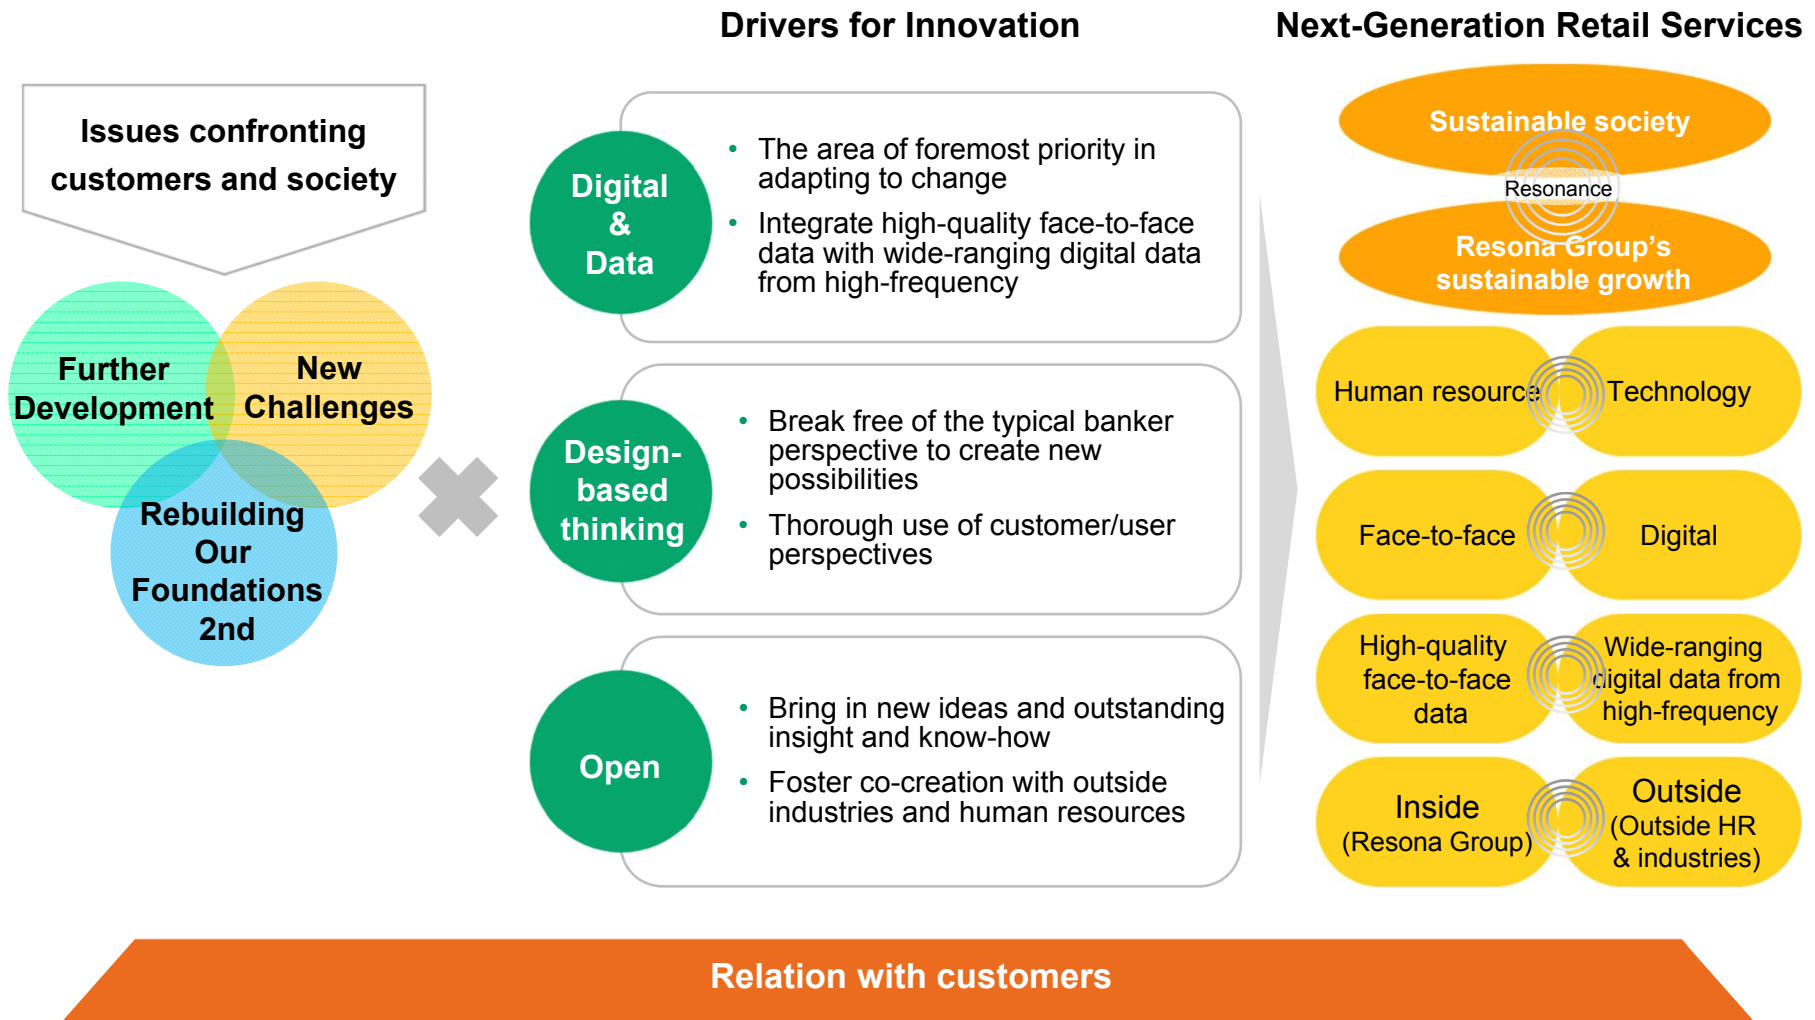 Drivers for Innovation
Next-Generation Retail Services
Issues confronting
customers and society
Further
Development
New
Challenges
Rebuilding
Our
Foundations
2nd
Digital
&
Data
• The area of foremost priority in
adapting to change
• Integrate high-quality face-to-face
data with wide-ranging digital data
from high-frequency
Design-
based
thinking
• Break free of the typical banker
perspective to create new
possibilities
• Thorough use of customer/user
perspectives
Open
• Bring in new ideas and outstanding
insight and know-how
• Foster co-creation with outside
industries and human resources
Sustainable society
Resonance
Resona Group’s
sustainable growth
Human resource
Technology
Face-to-face
Digital
High-quality
face-to-face
data
Wide-ranging
digital data from
high-frequency
Inside
(Resona Group)
Outside
(Outside HR
& industries)
Relation with customers